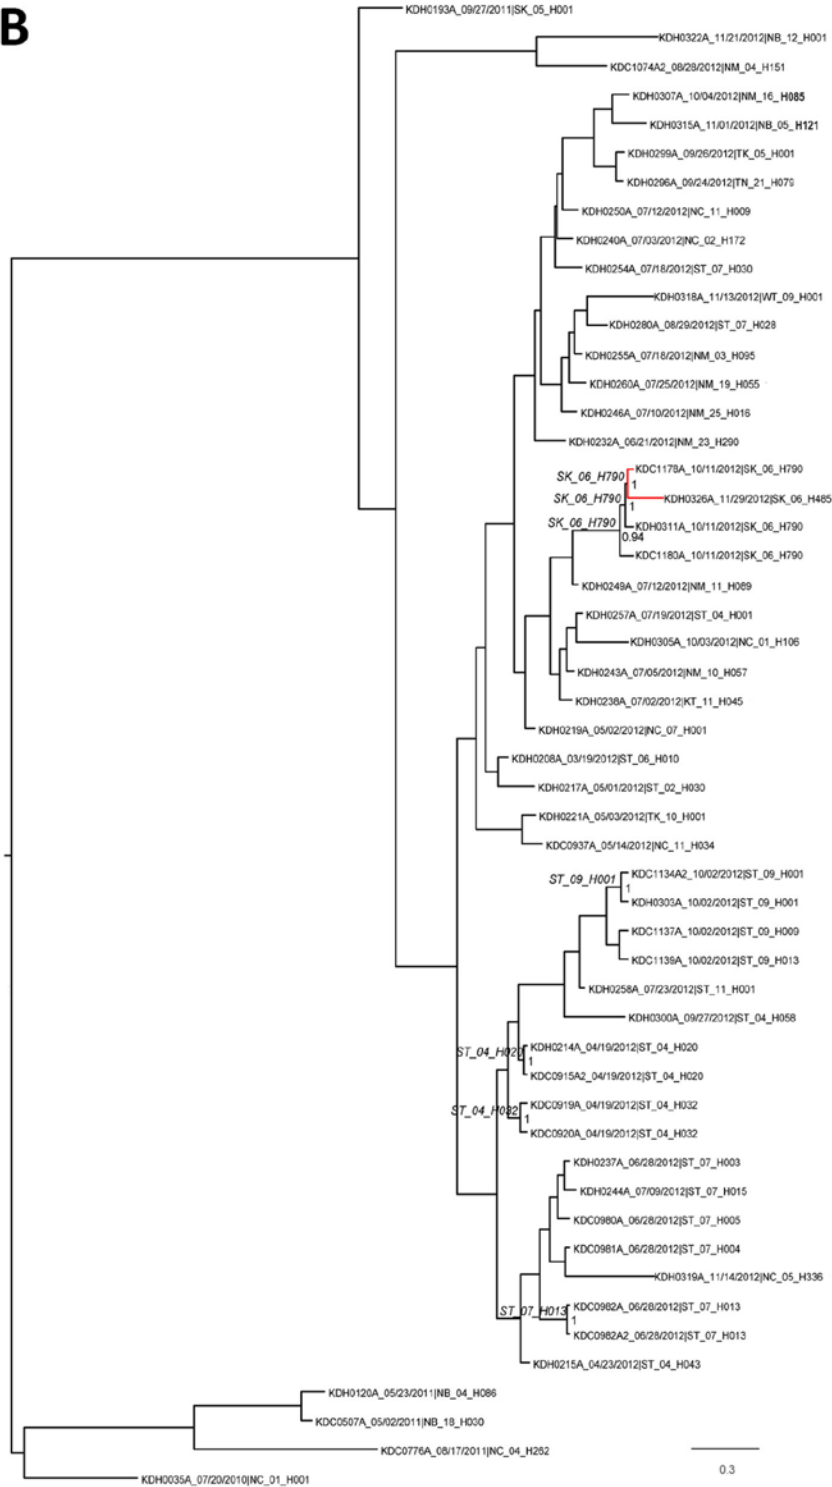 B
KDH0193A_09/27/2011|SK_05_H001
KDH0322A_11/21/2012|NB_12_H001
KDC1074A2_08/28/2012|NM_04_H151
KDH0307A_10/04/2012|NM_16_H085
KDH0315A_11/01/2012|NB_05_H121
KDH0299A_09/26/2012|TK_05_H001
KDH0296A_09/24/2012|TN_21_H079
KDH0250A_07/12/2012|NC_11_H009
KDH0240A_07/03/2012|NC_02_H172
KDH0254A_07/18/2012|ST_07_H030
KDH0318A_11/13/2012|WT_09_H001
KDH0280A_08/29/2012|ST_07_H028
KDH0255A_07/18/2012|NM_03_H095
KDH0260A_07/25/2012|NM_19_H055
KDH0246A_07/10/2012|NM_25_H016
KDH0232A_06/21/2012|NM_23_H290
SK_06_H790 KDC1178A_10/11/2012|SK_06_H790
1
SK_06_H790 KDH0326A_11/29/2012|SK_06_H485
1
SK_06_H790 KDH0311A_10/11/2012|SK_06_H790
0.94
KDC1180A_10/11/2012|SK_06_H790
KDH0249A_07/12/2012|NM_11_H089
KDH0257A_07/19/2012|ST_04_H001
KDH0305A_10/03/2012|NC_01_H106
KDH0243A_07/05/2012|NM_10_H057
KDH0238A_07/02/2012|KT_11_H045
KDH0219A_05/02/2012|NC_07_H001
KDH0208A_03/19/2012|ST_06_H010
KDH0217A_05/01/2012|ST_02_H030
KDH0221A_05/03/2012|TK_10_H001
KDC0937A_05/14/2012|NC_11_H034
ST_09_H001 KDC1134A2_10/02/2012|ST_09_H001
1
KDH0303A_10/02/2012|ST_09_H001
KDC1137A_10/02/2012|ST_09_H009
KDC1139A_10/02/2012|ST_09_H013
KDH0258A_07/23/2012|ST_11_H001
KDH0300A_09/27/2012|ST_04_H058
ST_04_H020 KDH0214A_04/19/2012|ST_04_H020
1
KDC0915A2_04/19/2012|ST_04_H020
ST_04_H032 KDC0919A_04/19/2012|ST_04_H032
1
KDC0920A_04/19/2012|ST_04_H032
KDH0237A_06/28/2012|ST_07_H003
KDH0244A_07/09/2012|ST_07_H015
KDC0980A_06/28/2012|ST_07_H005
KDC0981A_06/28/2012|ST_07_H004
KDH0319A_11/14/2012|NC_05_H336
ST_07_H013 KDC0982A_06/28/2012|ST_07_H013
1
KDC0982A2_06/28/2012|ST_07_H013
KDH0215A_04/23/2012|ST_04_H043
KDH0120A_05/23/2011|NB_04_H086
KDC0507A_05/02/2011|NB_18_H030
KDC0776A_08/17/2011|NC_04_H262
KDH0035A_07/20/2010|NC_01_H001
0.3